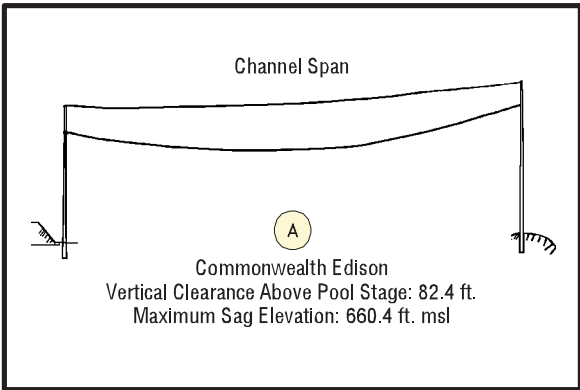 Channel Span
A
Commonwealth Edison
Vertical Clearance Above Pool Stage: 82.4 ft.
Maximum Sag Elevation: 660.4 ft. msl